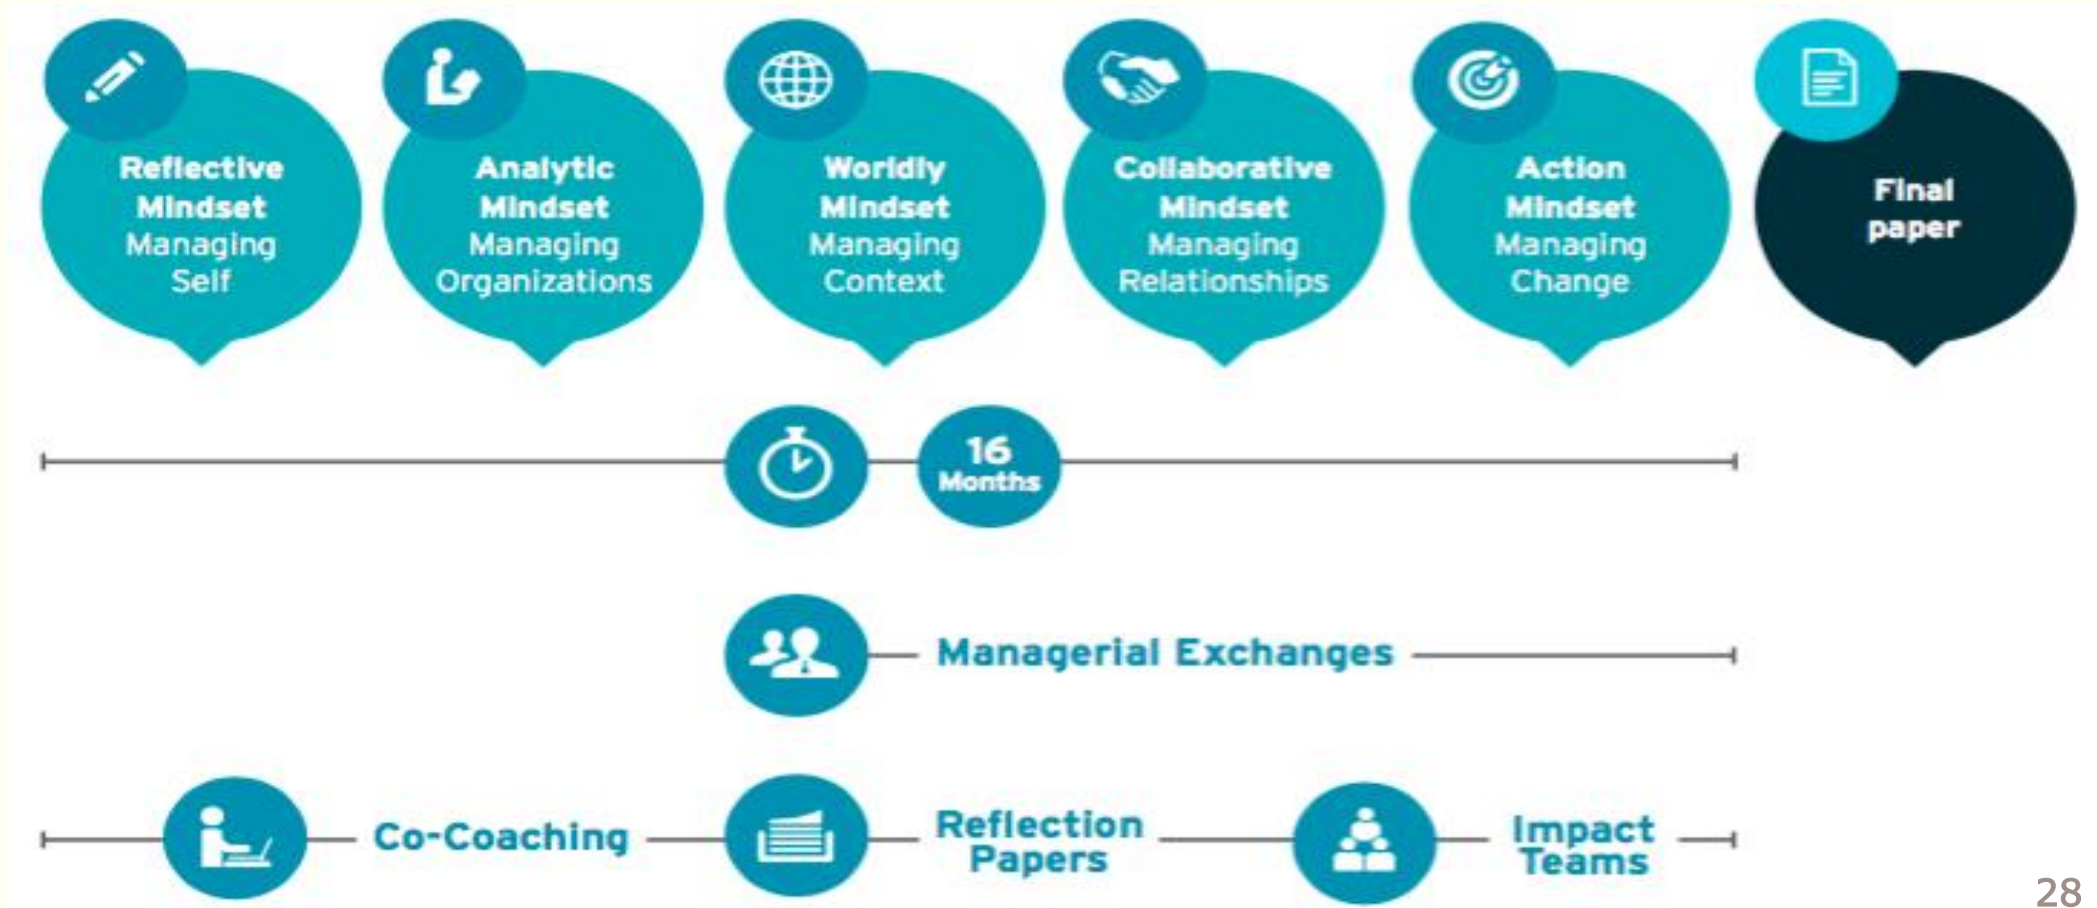 Reflective
Mindset
Managing
Self
Analytic
Mindset
Managing
Organizations
Worldly
Mindset
Managing
Context
Collaborative
Mindset
Managing
Relationships
Action
Mindset
Managing
Change
Final
paper
16
Months
Managerial Exchanges
Co-Coaching
Reflection
Papers
Impact
Teams
28